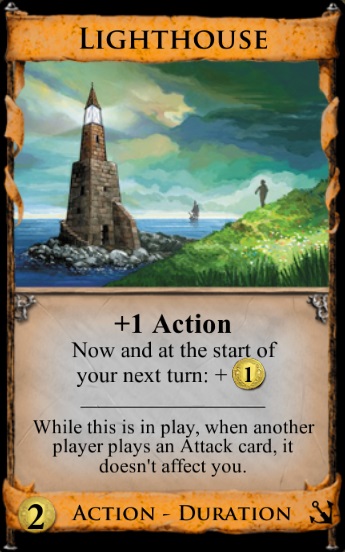 LIGHTHOUSE
+1 Action
Now and at the start of
your next turn: + 1
While this is in play, when another
player plays an Attack card, it
doesn't affect you.
2 ACTION - DURATION